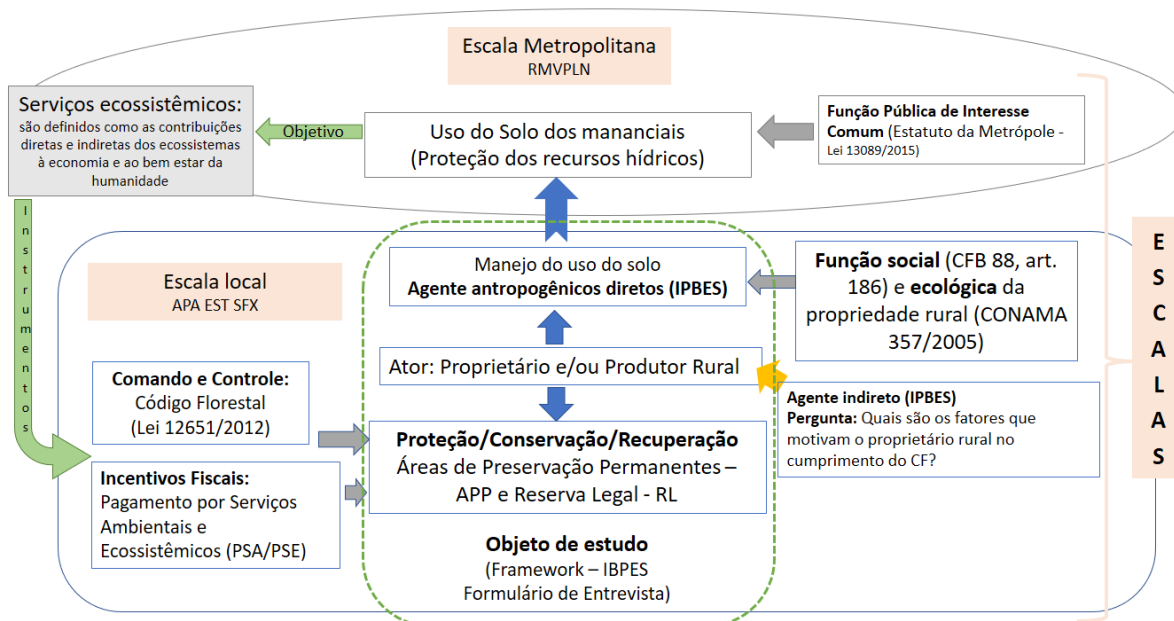 Escala Metropolitana
RMVPLN
Serviços ecossistêmicos:
são definidos como as contribuições
diretas e indiretas dos ecossistemas
à economia e ao bem estar da
humanidade
Objetivo
Uso do Solo dos mananciais
(Proteção dos recursos hídricos)
Função Pública de Interesse
Comum (Estatuto da Metrópole -
Lei 13089/2015)
Instrumentos
Escala local
APA EST SFX
Manejo do uso do solo
Agente antropogênicos diretos (IPBES)
Função social (CFB 88, art.
186) e ecológica da
propriedade rural (CONAMA
357/2005)
Ator: Proprietário e/ou Produtor Rural
Comando e Controle:
Código Florestal
(Lei 12651/2012)
Agente indireto (IPBES)
Pergunta: Quais são os fatores que
motivam o proprietário rural no
cumprimento do CF?
Proteção/Conservação/Recuperação
Áreas de Preservação Permanentes –
APP e Reserva Legal - RL
Incentivos Fiscais:
Pagamento por Serviços
Ambientais e
Ecossistêmicos (PSA/PSE)
Objeto de estudo
(Framework – IBPES
Formulário de Entrevista)
ESCALAS